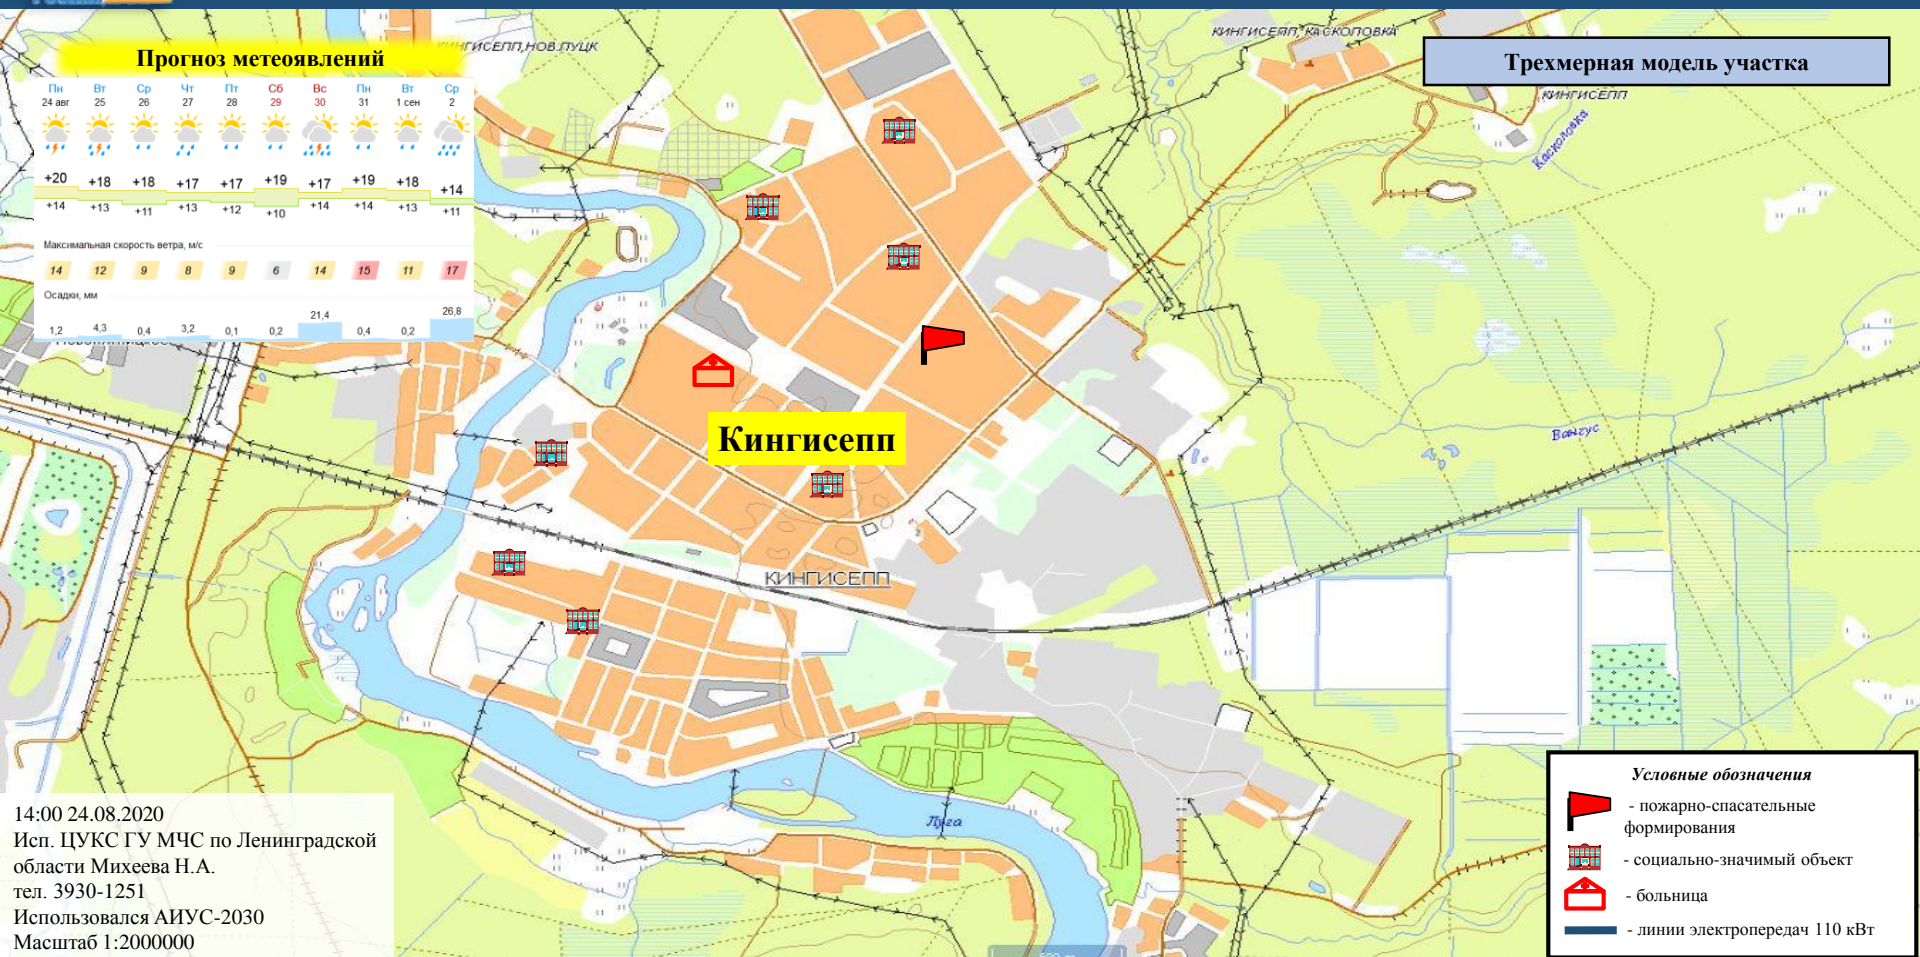 КИНГИСЕПП, НОВ.ЛУЦК
КИНГИСЕПП, КАСКОЛОВКА
Прогноз метеоявлений
Трехмерная модель участка
Пн Вт Ср Чт Пт Сб Вс Пн Вт Ср
24 авг 25 26 27 28 29 30 31 1 сен 2
КИНГИСЕПП
Касколовка
+20 +18 +18 +17 +17 +19 +17 +19 +18 +14
+14 +13 +11 +13 +12 +10 +14 +14 +13 +11
Максимальная скорость ветра, м/с
14 12 9 8 9 6 14 15 11 17
Осадки, мм
1,2 4,3 0,4 3,2 0,1 0,2 21,4 0,4 0,2 26,8
Кингисепп
Вангус
КИНГИСЕПП
Луга
14:00 24.08.2020
Исп. ЦУКС ГУ МЧС по Ленинградской
области Михеева Н.А.
тел. 3930-1251
Использовался АИУС-2030
Масштаб 1:2000000
Условные обозначения
- пожарно-спасательные
формирования
- социально-значимый объект
- больница
- линии электропередач 110 кВт